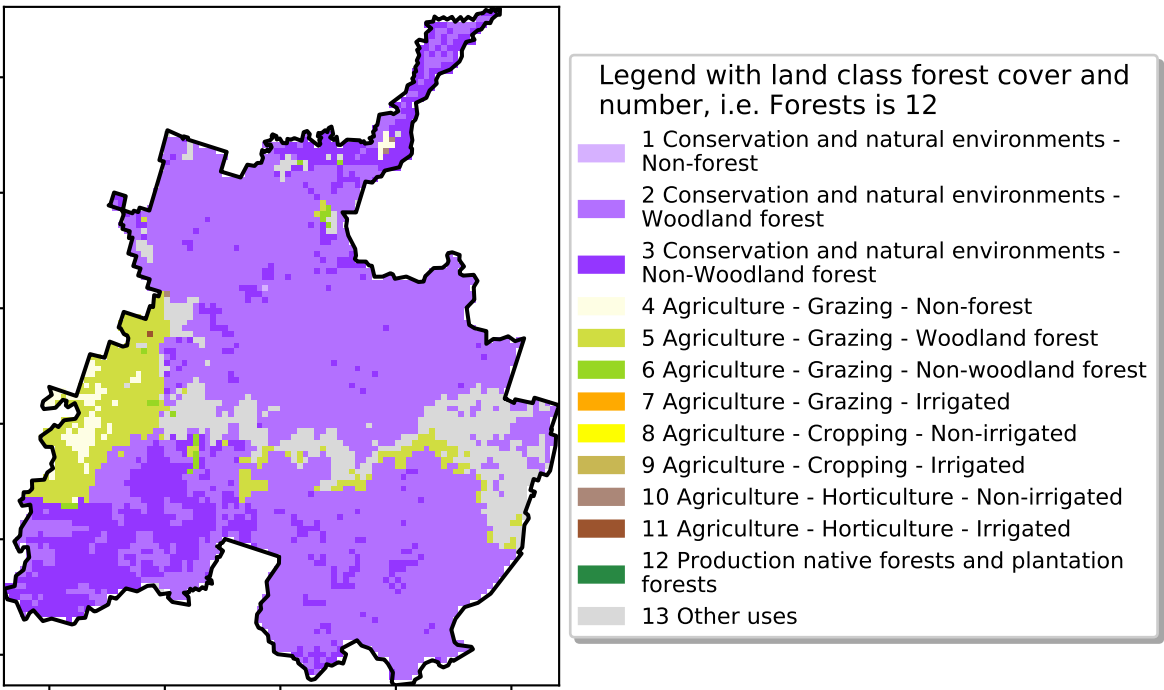 Legend with land class forest cover and
number, i.e. Forests is 12
1 Conservation and natural environments -
Non-forest
2 Conservation and natural environments -
Woodland forest
3 Conservation and natural environments -
Non-Woodland forest
4 Agriculture - Grazing - Non-forest
5 Agriculture - Grazing - Woodland forest
6 Agriculture - Grazing - Non-woodland forest
7 Agriculture - Grazing - Irrigated
8 Agriculture - Cropping - Non-irrigated
9 Agriculture - Cropping - Irrigated
10 Agriculture - Horticulture - Non-irrigated
11 Agriculture - Horticulture - Irrigated
12 Production native forests and plantation
forests
13 Other uses